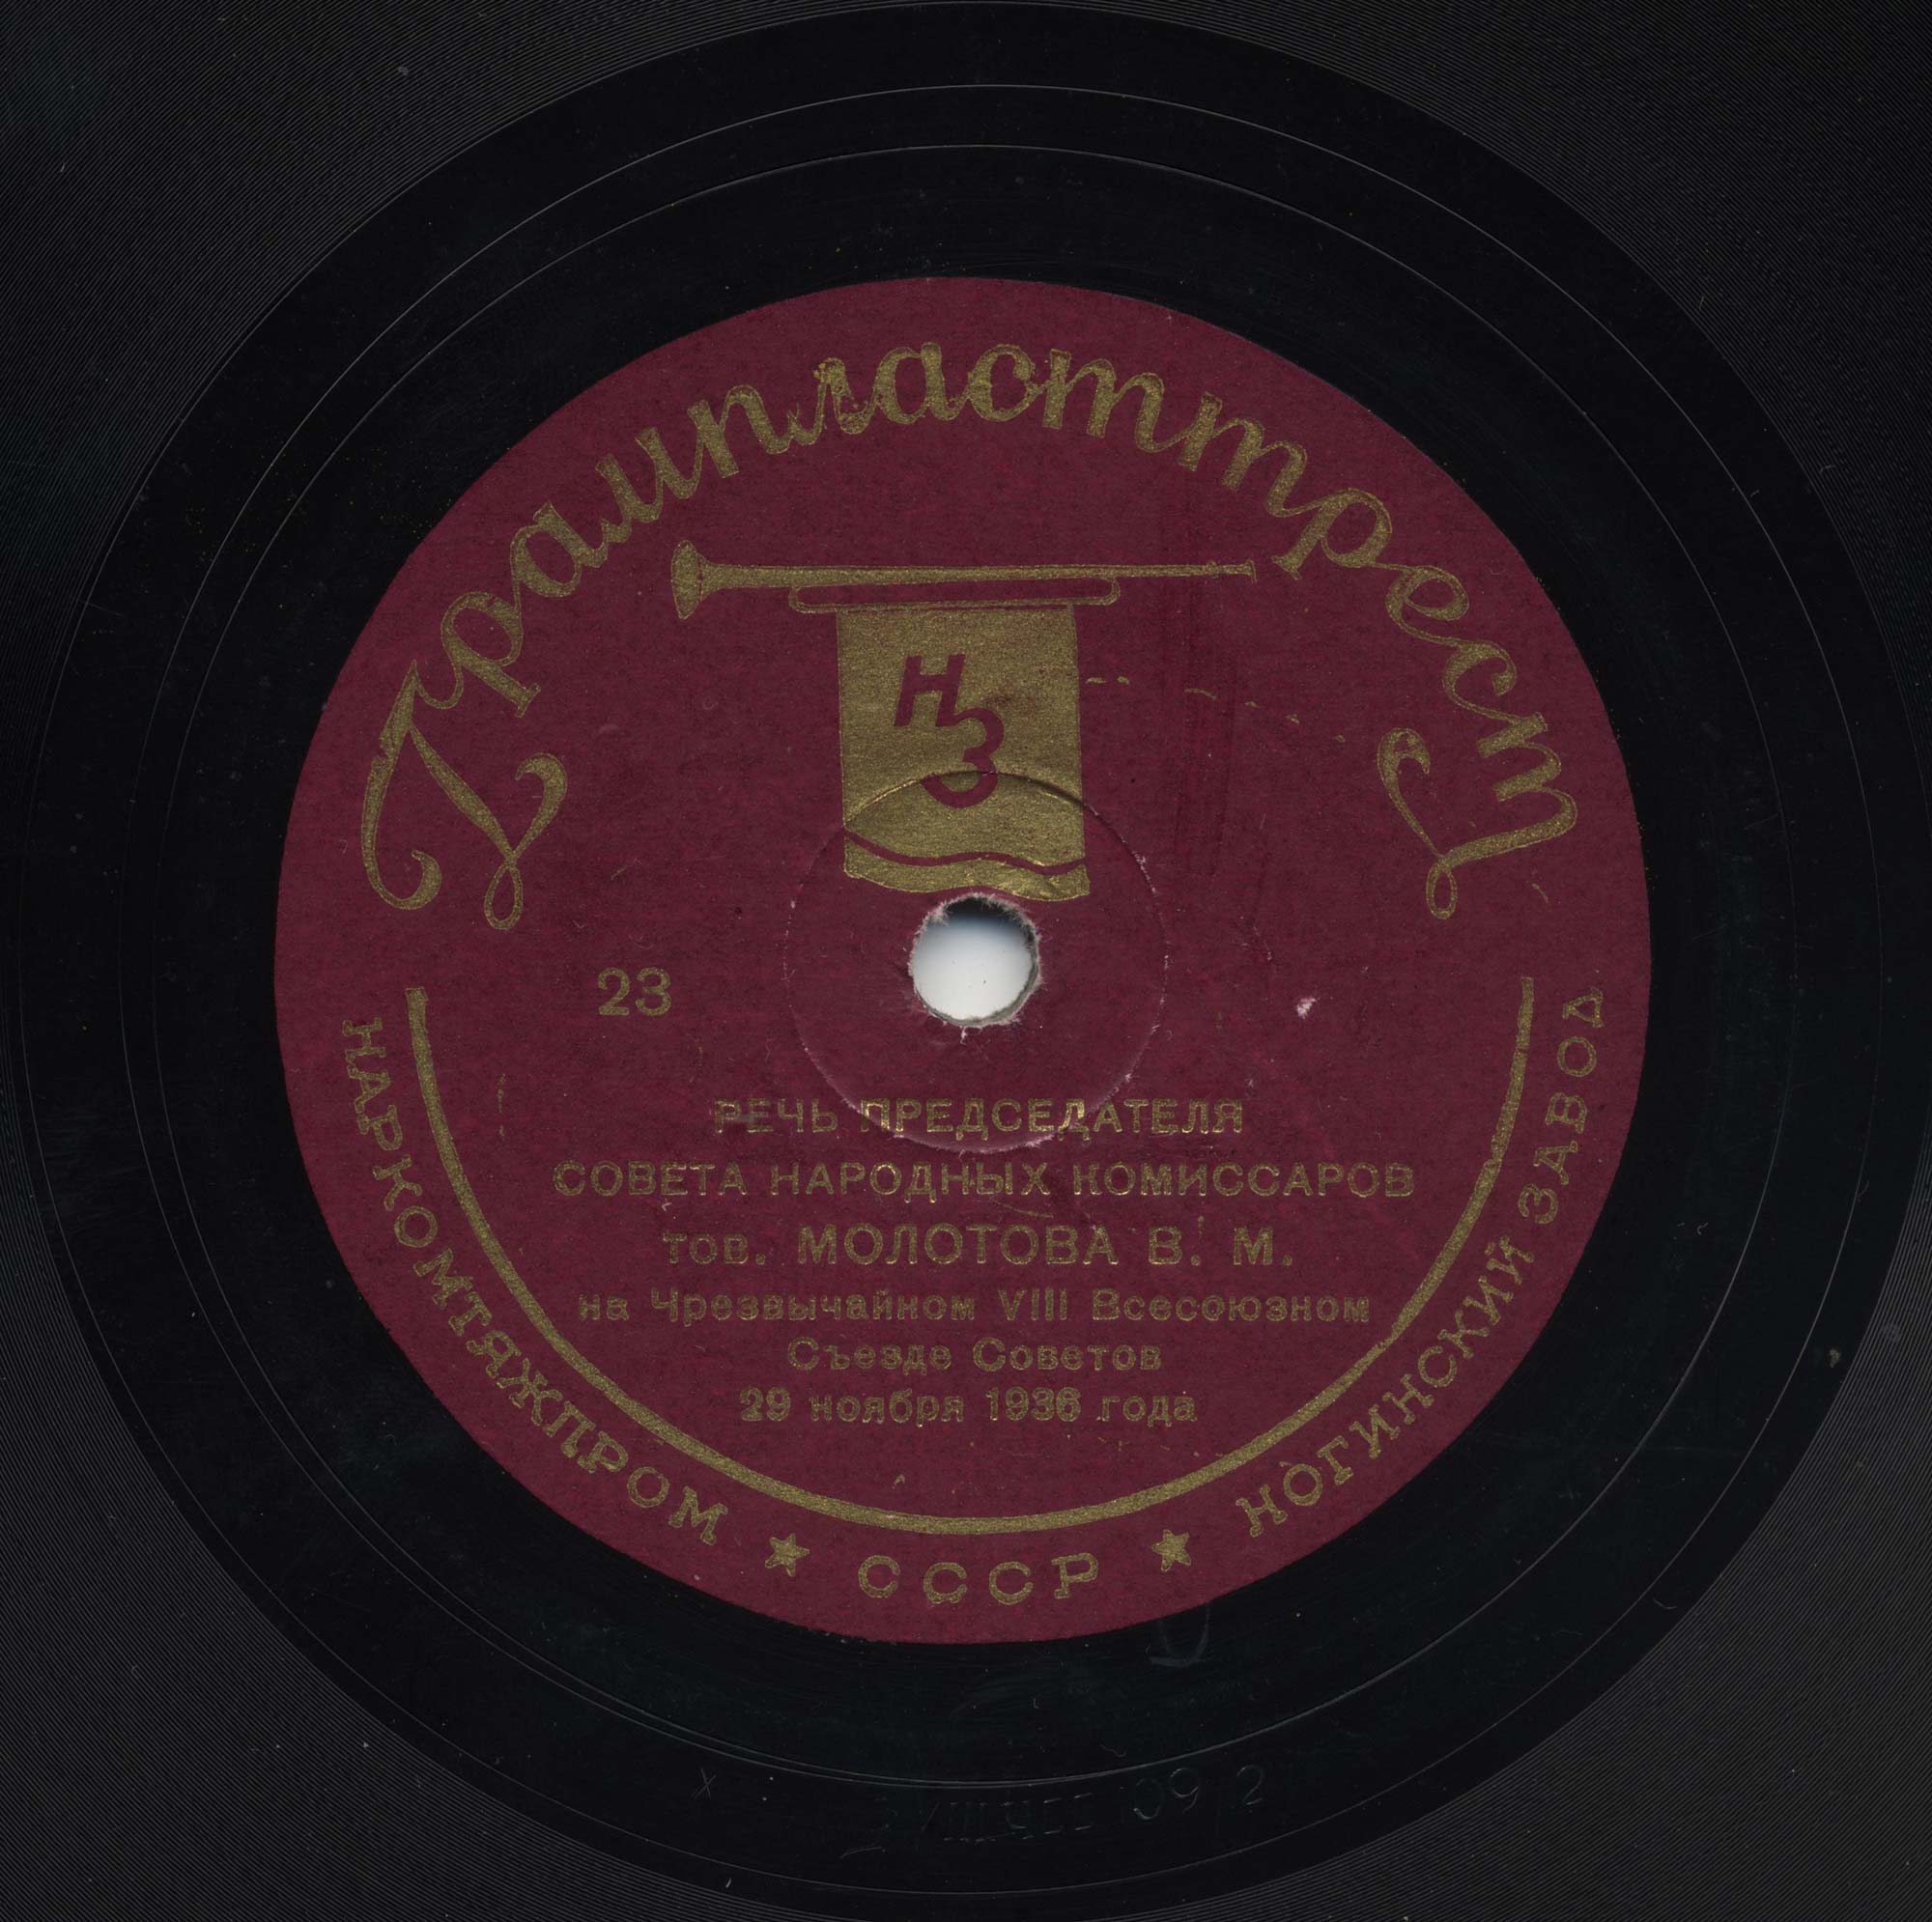 Грампласттрест
НЗ
23
РЕЧЬ ПРЕДСЕДАТЕЛЯ
СОВЕТА НАРОДНЫХ КОМИССАРОВ
тов. МОЛОТОВА В. М.
на Чрезвычайном VIII Всесоюзном
Съезде Советов
29 ноября 1936 года
НАРКОМТЯЖПРОМ ★ СССР ★ НОГИНСКИЙ ЗАВОД